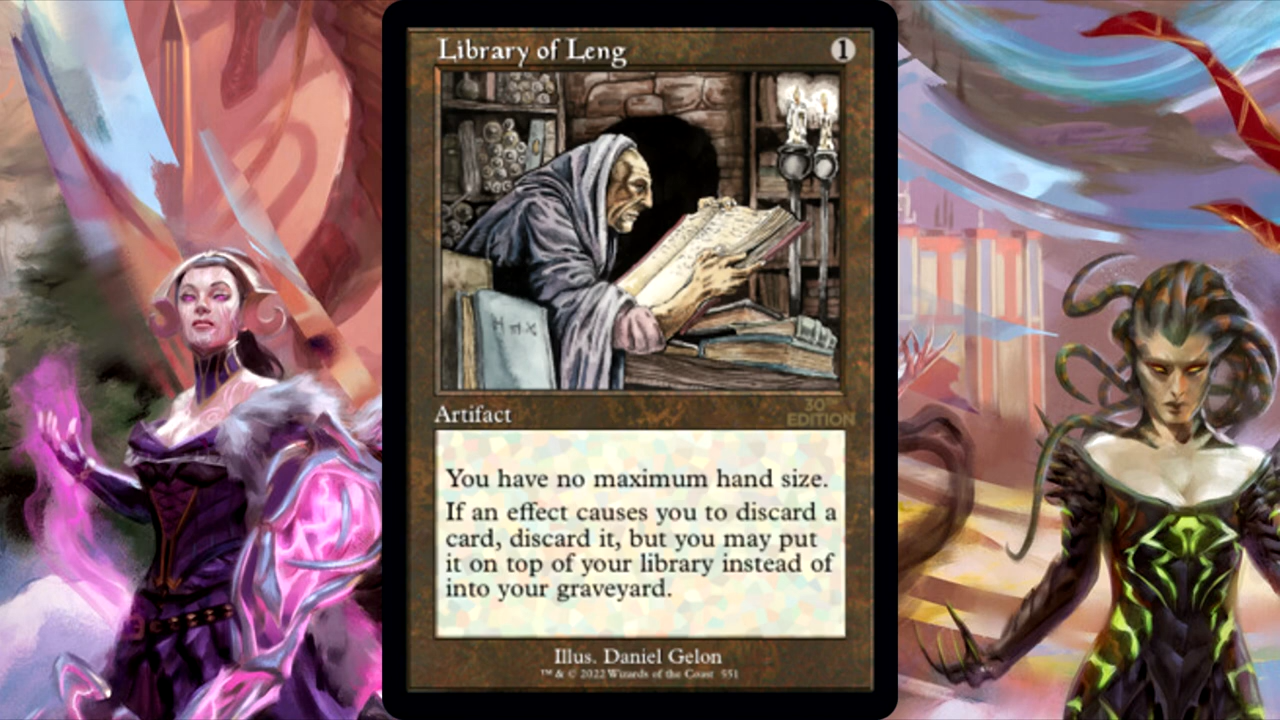 Library of Leng 1
Artifact
30TH EDITION
You have no maximum hand size.
If an effect causes you to discard a
card, discard it, but you may put
it on top of your library instead of
into your graveyard.
Illus. Daniel Gelon
™ & © 2022 Wizards of the Coast 551